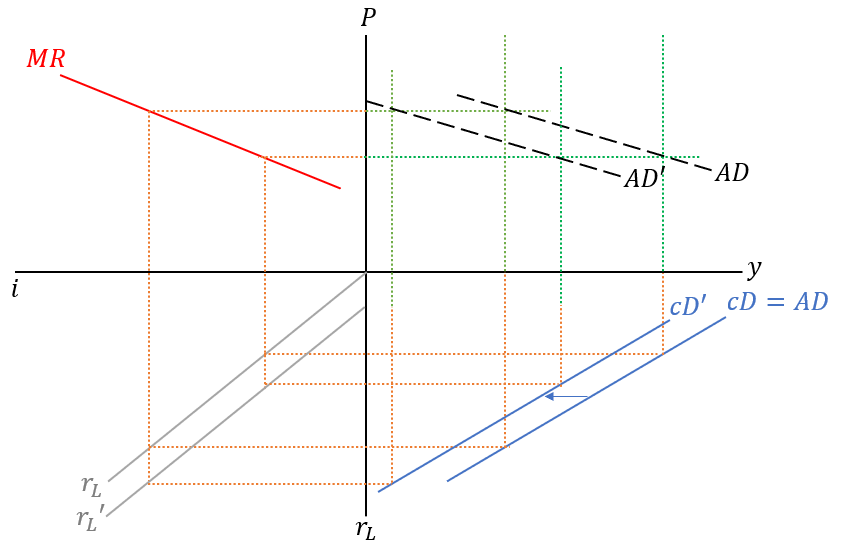 P
MR
AD'
AD
y
i
cD'
cD = AD
r_L
r_L'
r_L